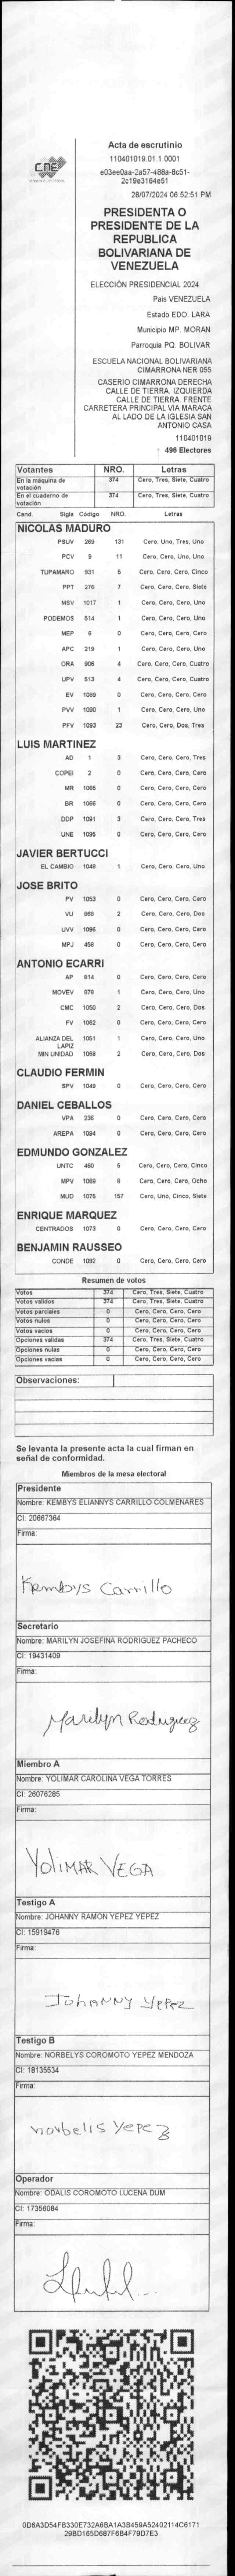 CNE
Acta de escrutinio
110401019.01.1.0001
e03ee0aa-2a57-488a-8c51-
2c19e3164e51
28/07/2024 06:52:51 PM
PRESIDENTA O
PRESIDENTE DE LA
REPUBLICA
BOLIVARIANA DE
VENEZUELA
ELECCIÓN PRESIDENCIAL 2024
Pais VENEZUELA
Estado EDO. LARA
Municipio MP. MORAN
Parroquia PQ. BOLIVAR
ESCUELA NACIONAL BOLIVARIANA
CIMARRONA NER 055
CASERIO CIMARRONA DERECHA
CALLE DE TIERRA. IZQUIERDA
CALLE DE TIERRA. FRENTE
CARRETERA PRINCIPAL VIA MARACA
AL LADO DE LA IGLESIA SAN
ANTONIO CASA
110401019
496 Electores
Votantes NRO. Letras
En la maquina de votación 374 Cero, Tres, Siete, Cuatro
En el cuaderno de votación 374 Cero, Tres, Siete, Cuatro
Cand. Sigla Código NRO. Letras
NICOLAS MADURO
PSUV 269 131 Cero, Uno, Tres, Uno
PCV 9 11 Cero, Cero, Uno, Uno
TUPAMARO 931 5 Cero, Cero, Cero, Cinco
PPT 276 7 Cero, Cero, Cero, Siete
MSV 1017 1 Cero, Cero, Cero, Uno
PODEMOS 514 1 Cero, Cero, Cero, Uno
MEP 6 0 Cero, Cero, Cero, Cero
APC 219 1 Cero, Cero, Cero, Uno
ORA 906 4 Cero, Cero, Cero, Cuatro
UPV 513 4 Cero, Cero, Cero, Cuatro
EV 1089 0 Cero, Cero, Cero, Cero
PVV 1090 1 Cero, Cero, Cero, Uno
PFV 1093 23 Cero, Cero, Dos, Tres
LUIS MARTINEZ
AD 1 3 Cero, Cero, Cero, Tres
COPEI 2 0 Cero, Cero, Cero, Cero
MR 1065 0 Cero, Cero, Cero, Cero
BR 1066 0 Cero, Cero, Cero, Cero
DDP 1091 3 Cero, Cero, Cero, Tres
UNE 1095 0 Cero, Cero, Cero, Cero
JAVIER BERTUCCI
EL CAMBIO 1048 1 Cero, Cero, Cero, Uno
JOSE BRITO
PV 1053 0 Cero, Cero, Cero, Cero
VU 968 2 Cero, Cero, Cero, Dos
UVV 1096 0 Cero, Cero, Cero, Cero
MPJ 458 0 Cero, Cero, Cero, Cero
ANTONIO ECARRI
AP 914 0 Cero, Cero, Cero, Cero
MOVEV 979 1 Cero, Cero, Cero, Uno
CMC 1050 2 Cero, Cero, Cero, Dos
FV 1062 0 Cero, Cero, Cero, Cero
ALIANZA DEL LAPIZ 1051 1 Cero, Cero, Cero, Uno
MIN UNIDAD 1068 2 Cero, Cero, Cero, Dos
CLAUDIO FERMIN
SPV 1049 0 Cero, Cero, Cero, Cero
DANIEL CEBALLOS
VPA 236 0 Cero, Cero, Cero, Cero
AREPA 1094 0 Cero, Cero, Cero, Cero
EDMUNDO GONZALEZ
UNTC 460 5 Cero, Cero, Cero, Cinco
MPV 1069 8 Cero, Cero, Cero, Ocho
MUD 1075 157 Cero, Uno, Cinco, Siete
ENRIQUE MARQUEZ
CENTRADOS 1073 0 Cero, Cero, Cero, Cero
BENJAMIN RAUSSEO
CONDE 1092 0 Cero, Cero, Cero, Cero
Resumen de votos
Votos 374 Cero, Tres, Siete, Cuatro
Votos validos 374 Cero, Tres, Siete, Cuatro
Votos parciales 0 Cero, Cero, Cero, Cero
Votos nulos 0 Cero, Cero, Cero, Cero
Votos vacios 0 Cero, Cero, Cero, Cero
Opciones validas 374 Cero, Tres, Siete, Cuatro
Opciones nulas 0 Cero, Cero, Cero, Cero
Opciones vacias 0 Cero, Cero, Cero, Cero
Observaciones:
Se levanta la presente acta la cual firman en
señal de conformidad.
Miembros de la mesa electoral
Presidente
Nombre: KEMBYS ELIANNYS CARRILLO COLMENARES
CI: 20667364
Firma:
Kembys Carrillo
Secretario
Nombre: MARILYN JOSEFINA RODRIGUEZ PACHECO
CI: 19431409
Firma:
Marilyn Rodriguez
Miembro A
Nombre: YOLIMAR CAROLINA VEGA TORRES
CI: 26076285
Firma:
YOLIMAR VEGA
Testigo A
Nombre: JOHANNY RAMON YEPEZ YEPEZ
CI: 15919476
Firma:
JOHANNY YEPEZ
Testigo B
Nombre: NORBELYS COROMOTO YEPEZ MENDOZA
CI: 18135534
Firma:
norbelis Yepez
Operador
Nombre: ODALIS COROMOTO LUCENA DUM
CI: 17356084
Firma:
0D6A3D54FB330E732A6BA1A3B459A52402114C6171
29BD165D687F6B4F79D7E3